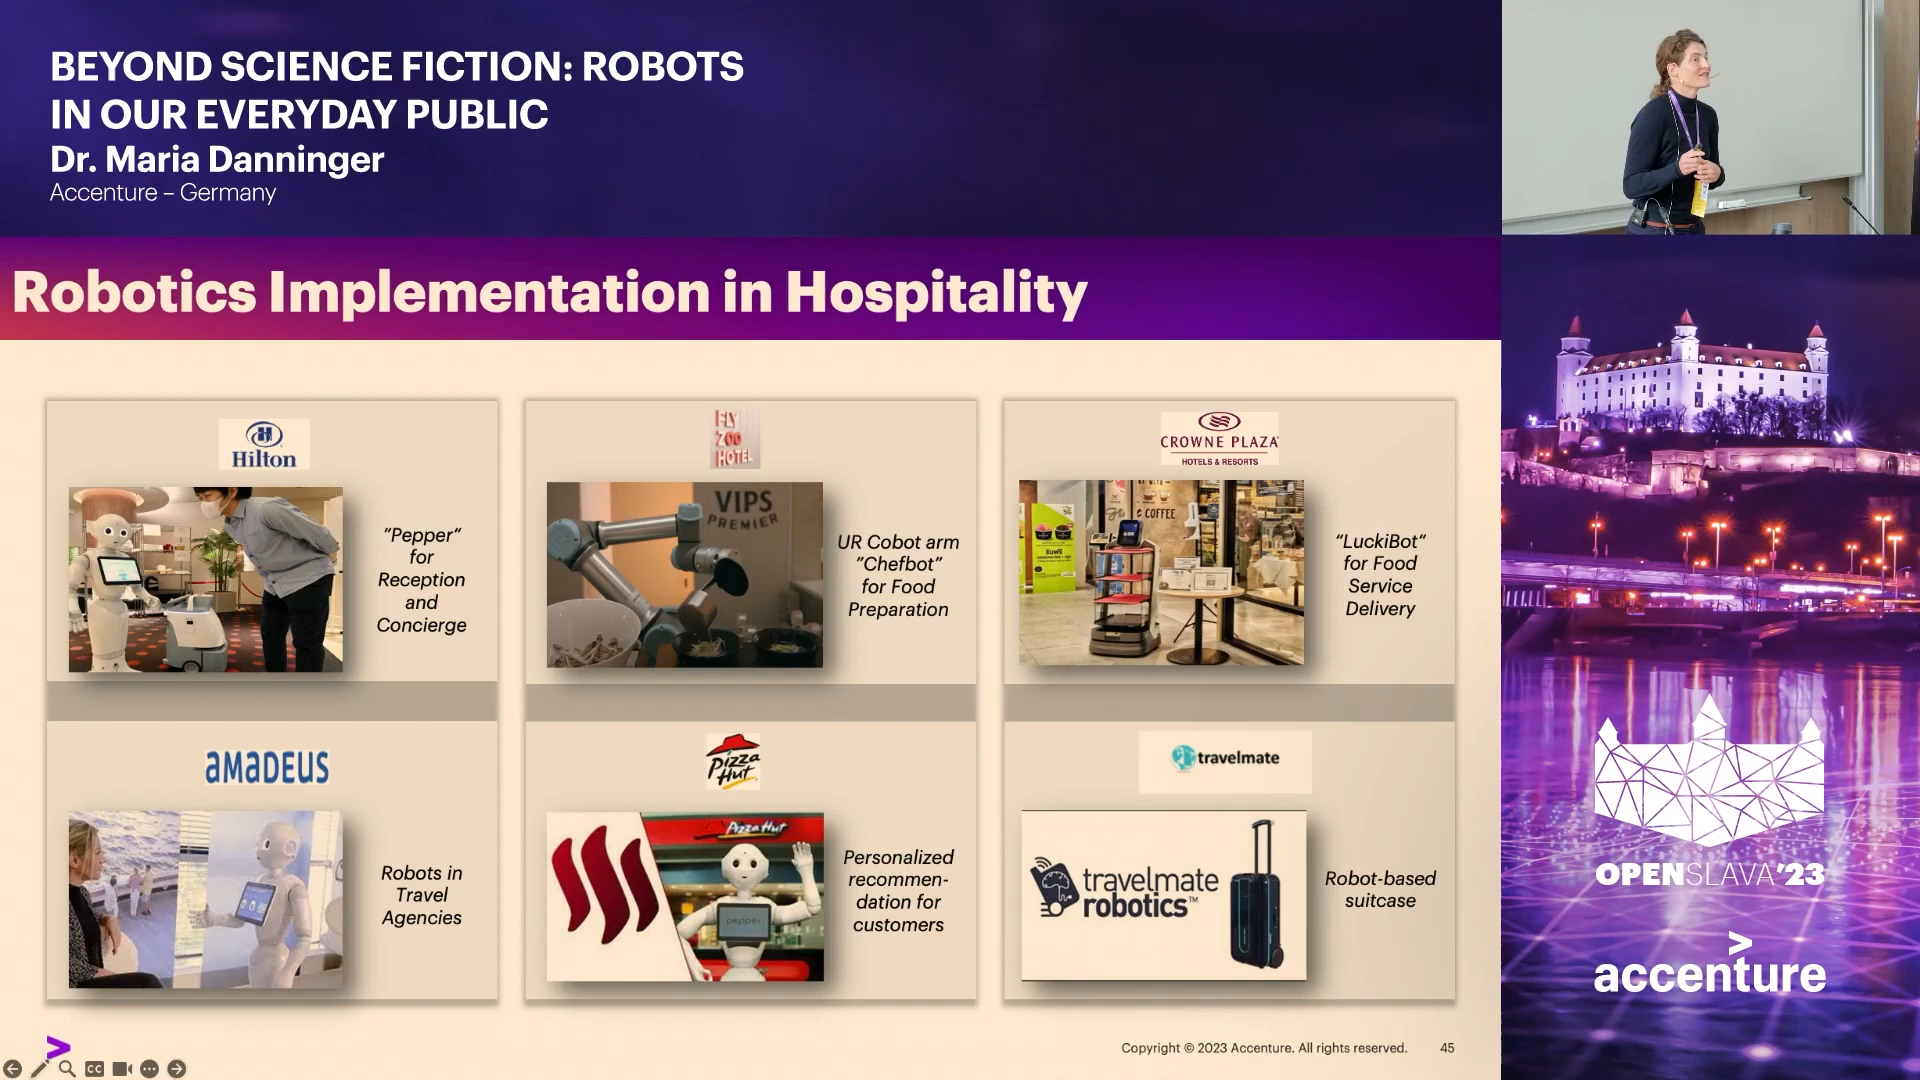 BEYOND SCIENCE FICTION: ROBOTS
IN OUR EVERYDAY PUBLIC
Dr. Maria Danninger
Accenture – Germany
Robotics Implementation in Hospitality
Hilton
VIPS
PREMIER
"Pepper"
for
Reception
and
Concierge
FLY
ZOO
HOTEL
UR Cobot arm
"Chefbot"
for Food
Preparation
CROWNE PLAZA
HOTELS & RESORTS
COFFEE
"LuckiBot"
for Food
Service
Delivery
amadeus
Robots in
Travel
Agencies
Pizza
Hut
Pizza Hut
pepper
Personalized
recommen-
dation for
customers
travelmate
travelmate
robotics™
Robot-based
suitcase
Copyright © 2023 Accenture. All rights reserved.
45
CC
OPENSLAVA'23
accenture